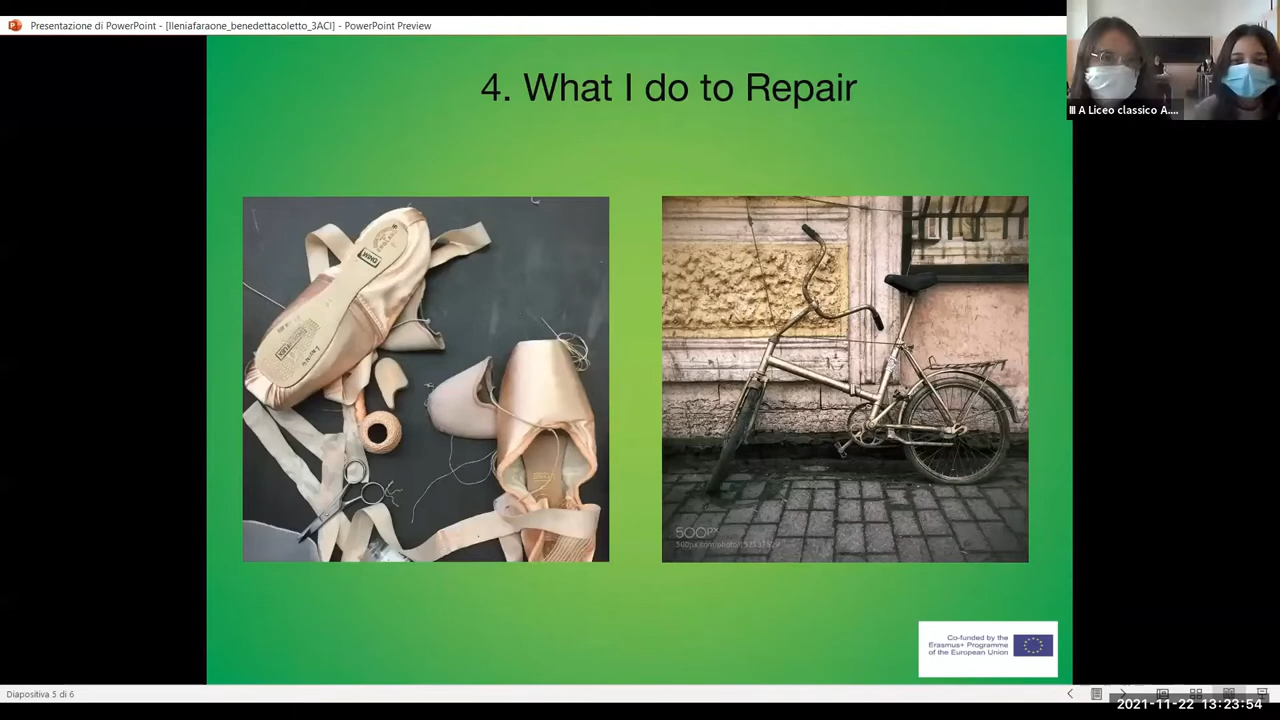 Presentazione di PowerPoint - [Ileniafaraone_benedettacoletto_3ACl] - PowerPoint Preview
III A Liceo classico A....
4. What I do to Repair
500PX
Co-funded by the
Erasmus+ Programme
of the European Union
Diapositiva 5 di 6
2021-11-22 13:23:54